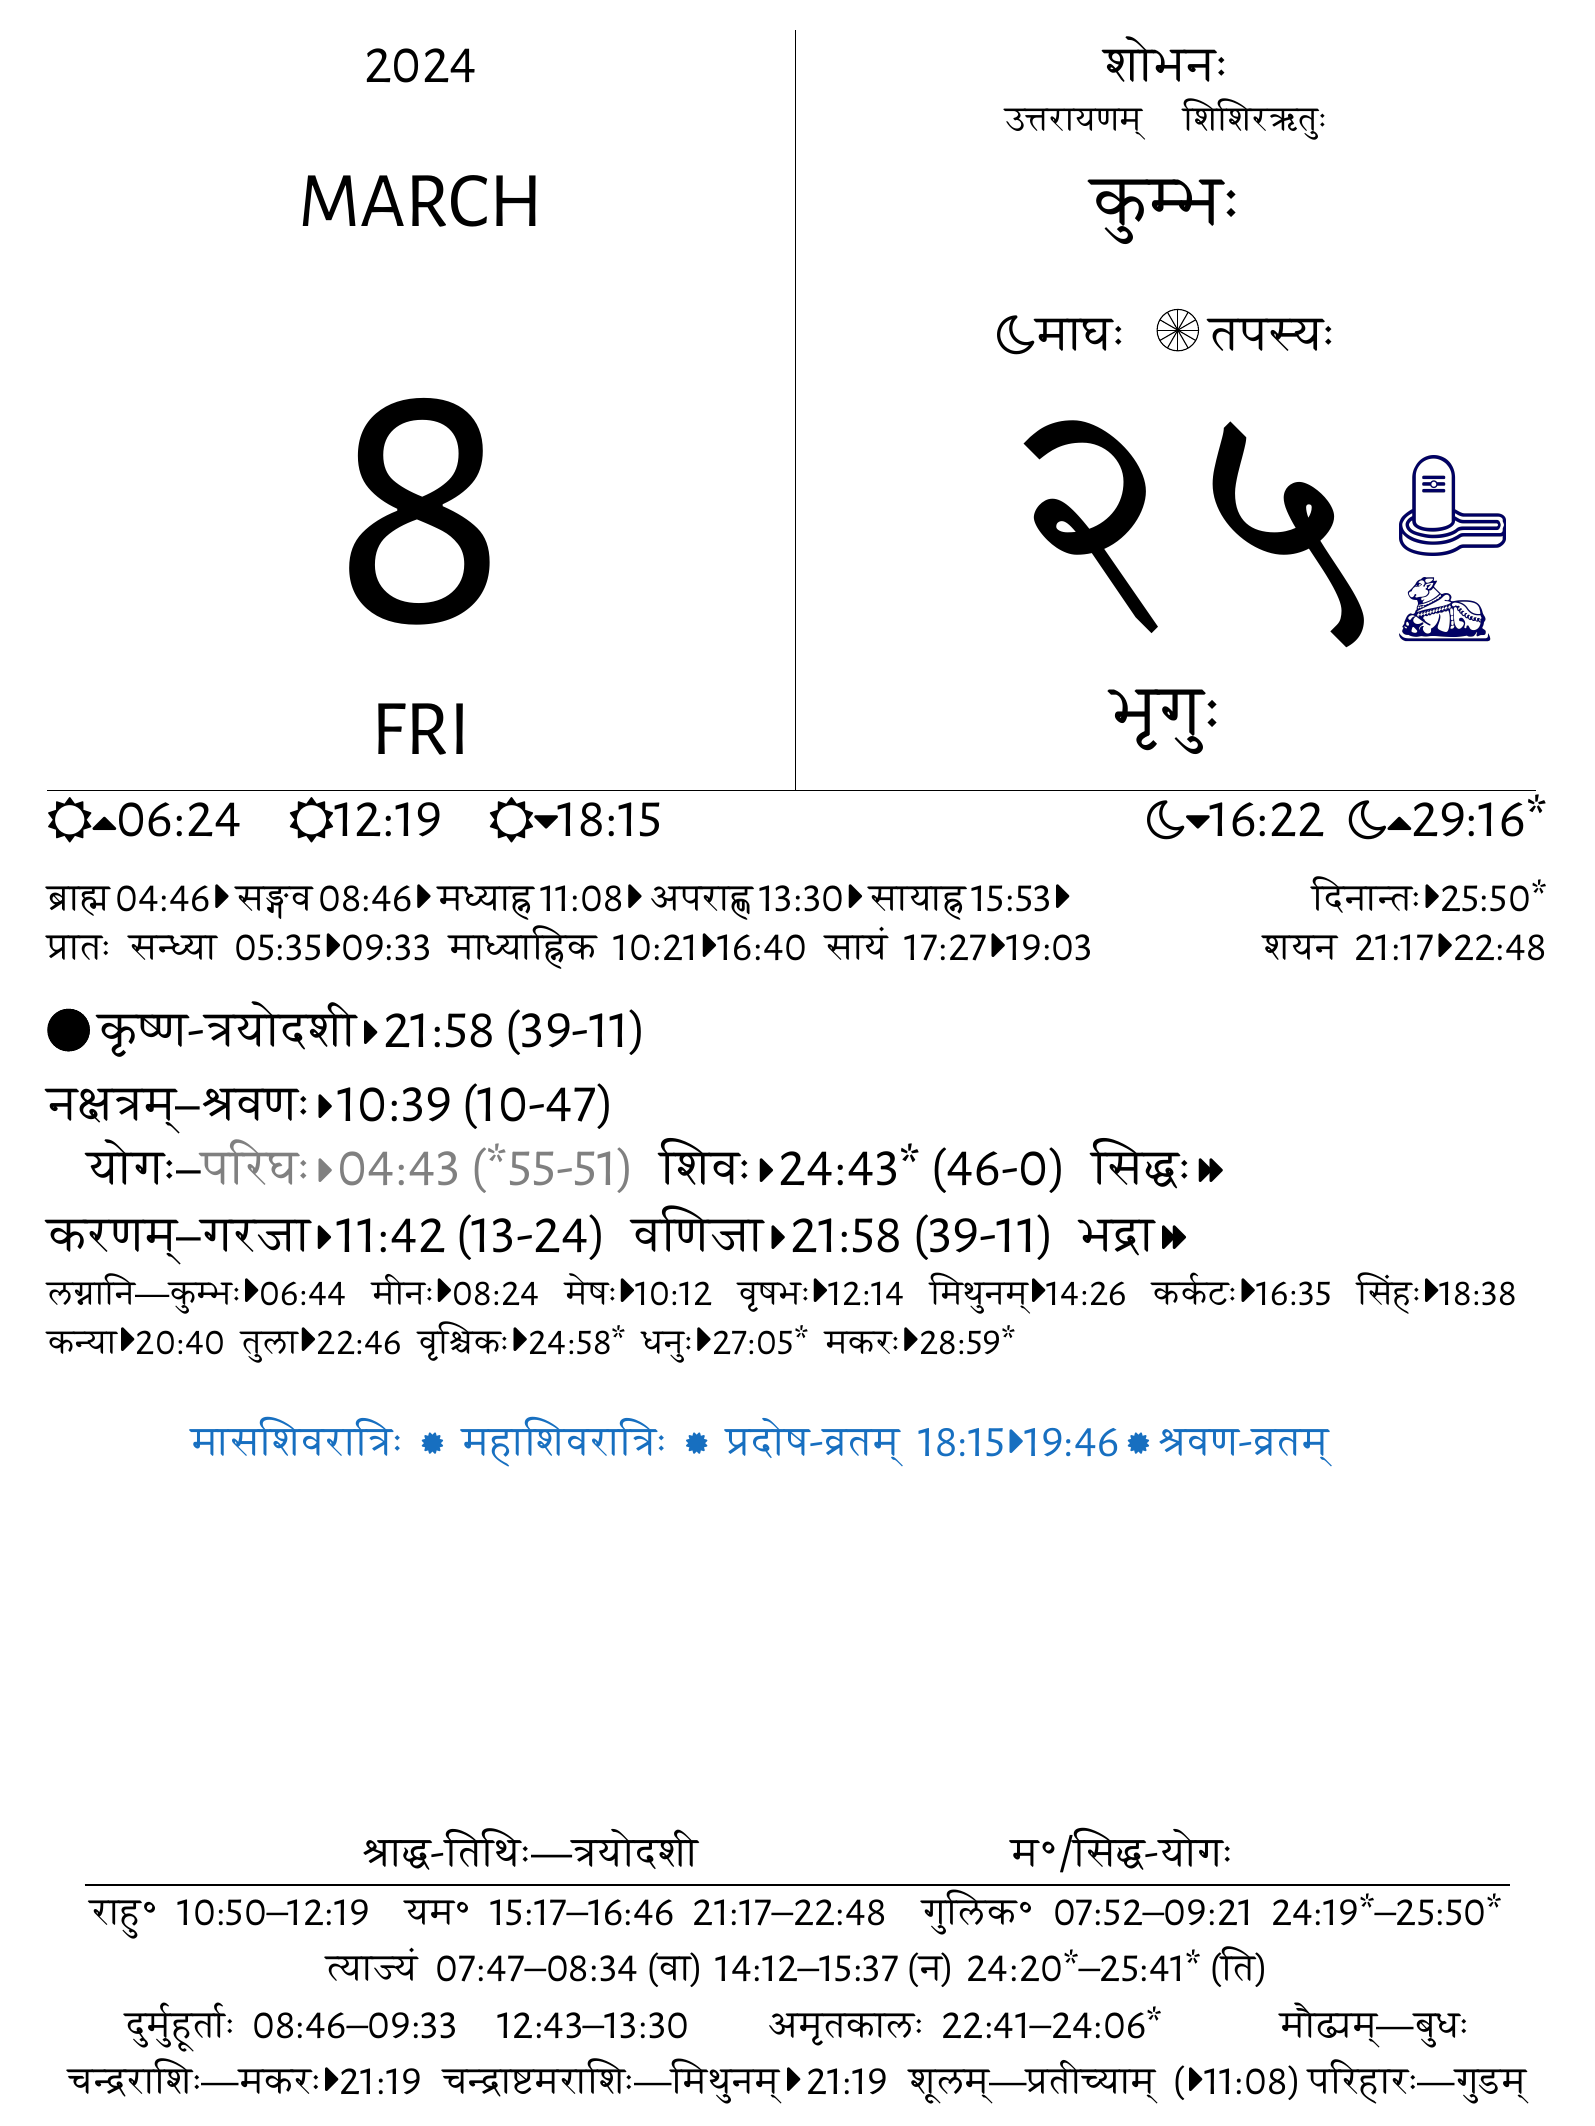 2024
MARCH
8
FRI
शोभनः
उत्तरायणम् शिशिरऋतुः
कुम्भः
माघः तपस्यः
२५
भृगुः
06:24 12:19 18:15 16:22 29:16*
ब्राह्म 04:46 सङ्गव 08:46 मध्याह्न 11:08 अपराह्ण 13:30 सायाह्न 15:53 दिनान्तः 25:50*
प्रातः सन्ध्या 05:35 09:33 माध्याह्निक 10:21 16:40 सायं 17:27 19:03 शयन 21:17 22:48
कृष्ण-त्रयोदशी 21:58 (39-11)
नक्षत्रम्–श्रवणः 10:39 (10-47)
योगः–परिघः 04:43 (*55-51) शिवः 24:43* (46-0) सिद्धः
करणम्–गरजा 11:42 (13-24) वणिजा 21:58 (39-11) भद्रा
लग्नानि—कुम्भः 06:44 मीनः 08:24 मेषः 10:12 वृषभः 12:14 मिथुनम् 14:26 कर्कटः 16:35 सिंहः 18:38
कन्या 20:40 तुला 22:46 वृश्चिकः 24:58* धनुः 27:05* मकरः 28:59*
मासशिवरात्रिः महाशिवरात्रिः प्रदोष-व्रतम् 18:15 19:46 श्रवण-व्रतम्
श्राद्ध-तिथिः—त्रयोदशी म°/सिद्ध-योगः
राहु° 10:50–12:19 यम° 15:17–16:46 21:17–22:48 गुलिक° 07:52–09:21 24:19*–25:50*
त्याज्यं 07:47–08:34 (वा) 14:12–15:37 (न) 24:20*–25:41* (ति)
दुर्मुहूर्ताः 08:46–09:33 12:43–13:30 अमृतकालः 22:41–24:06* मौढ्यम्—बुधः
चन्द्रराशिः—मकरः 21:19 चन्द्राष्टमराशिः—मिथुनम् 21:19 शूलम्—प्रतीच्याम् (11:08) परिहारः—गुडम्